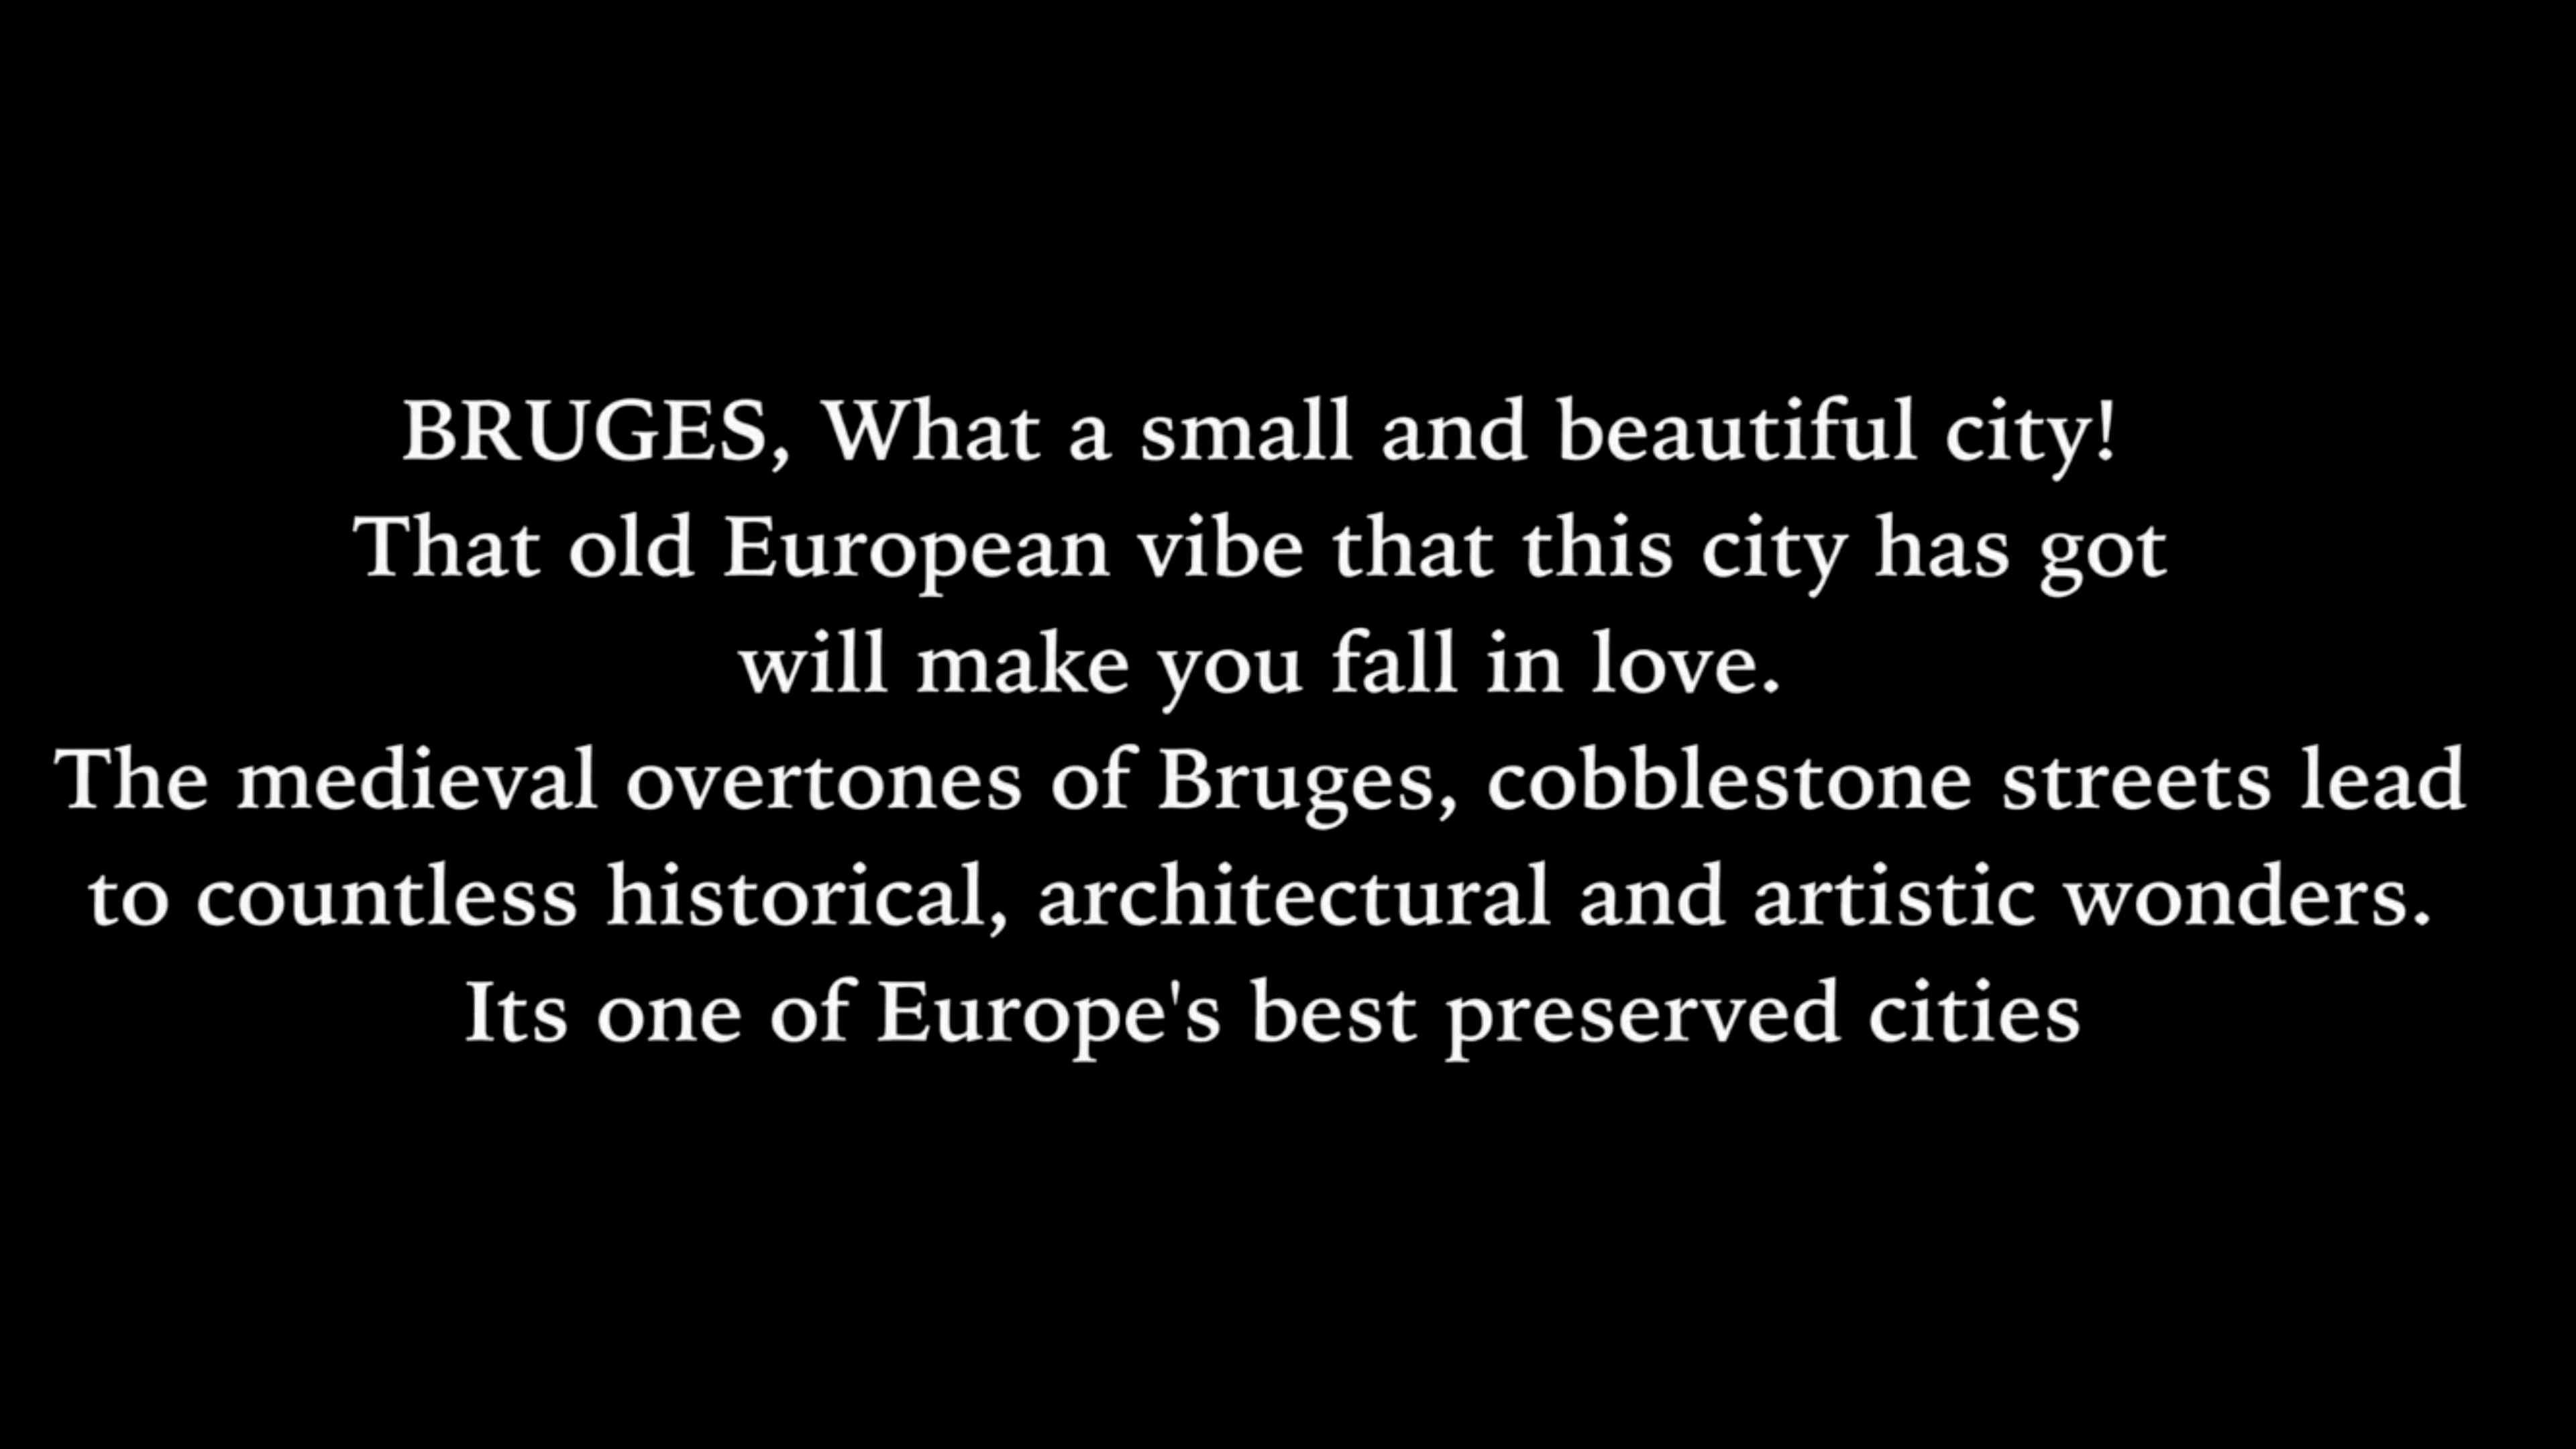 BRUGES, What a small and beautiful city!
That old European vibe that this city has got
will make you fall in love.
The medieval overtones of Bruges, cobblestone streets lead
to countless historical, architectural and artistic wonders.
Its one of Europe's best preserved cities